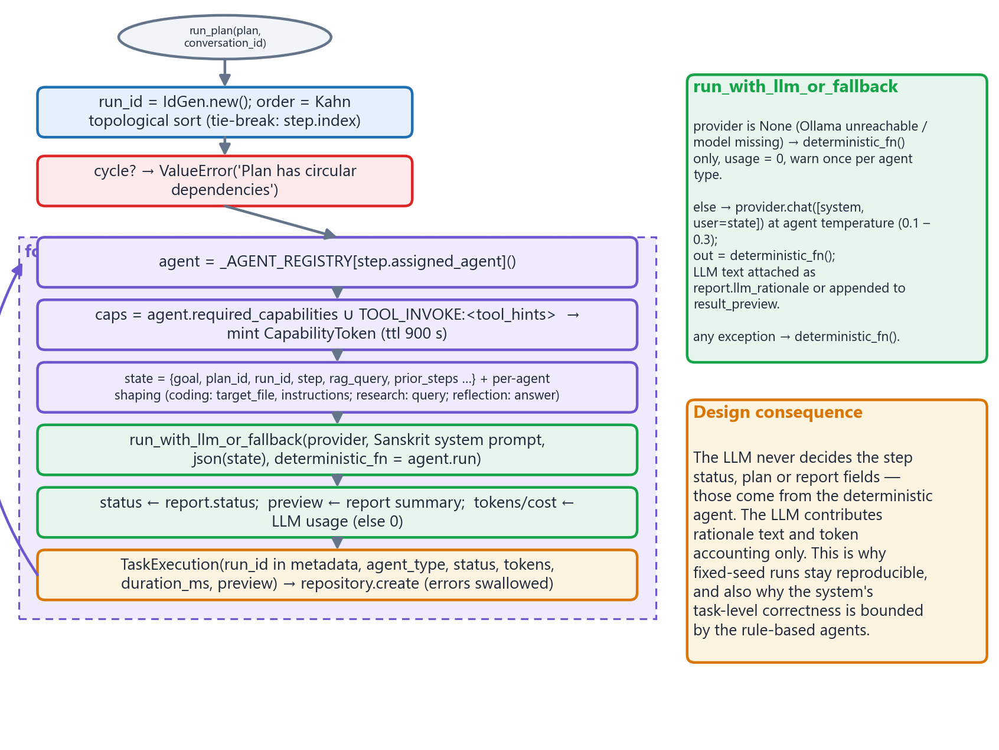 run_plan(plan,
conversation_id)
run_id = IdGen.new(); order = Kahn
topological sort (tie-break: step.index)
cycle? → ValueError('Plan has circular
dependencies')
agent = _AGENT_REGISTRY[step.assigned_agent]()
caps = agent.required_capabilities ∪ TOOL_INVOKE:<tool_hints>  →
mint CapabilityToken (ttl 900 s)
state = {goal, plan_id, run_id, step, rag_query, prior_steps ...} + per-agent
shaping (coding: target_file, instructions; research: query; reflection: answer)
run_with_llm_or_fallback(provider, Sanskrit system prompt,
json(state), deterministic_fn = agent.run)
status ← report.status;  preview ← report summary;  tokens/cost ←
LLM usage (else 0)
TaskExecution(run_id in metadata, agent_type, status, tokens,
duration_ms, preview) → repository.create (errors swallowed)
run_with_llm_or_fallback
provider is None (Ollama unreachable /
model missing) → deterministic_fn()
only, usage = 0, warn once per agent
type.
else → provider.chat([system,
user=state]) at agent temperature (0.1 –
0.3);
out = deterministic_fn();
LLM text attached as
report.llm_rationale or appended to
result_preview.
any exception → deterministic_fn().
Design consequence
The LLM never decides the step
status, plan or report fields —
those come from the deterministic
agent. The LLM contributes
rationale text and token
accounting only. This is why
fixed-seed runs stay reproducible,
and also why the system's
task-level correctness is bounded
by the rule-based agents.